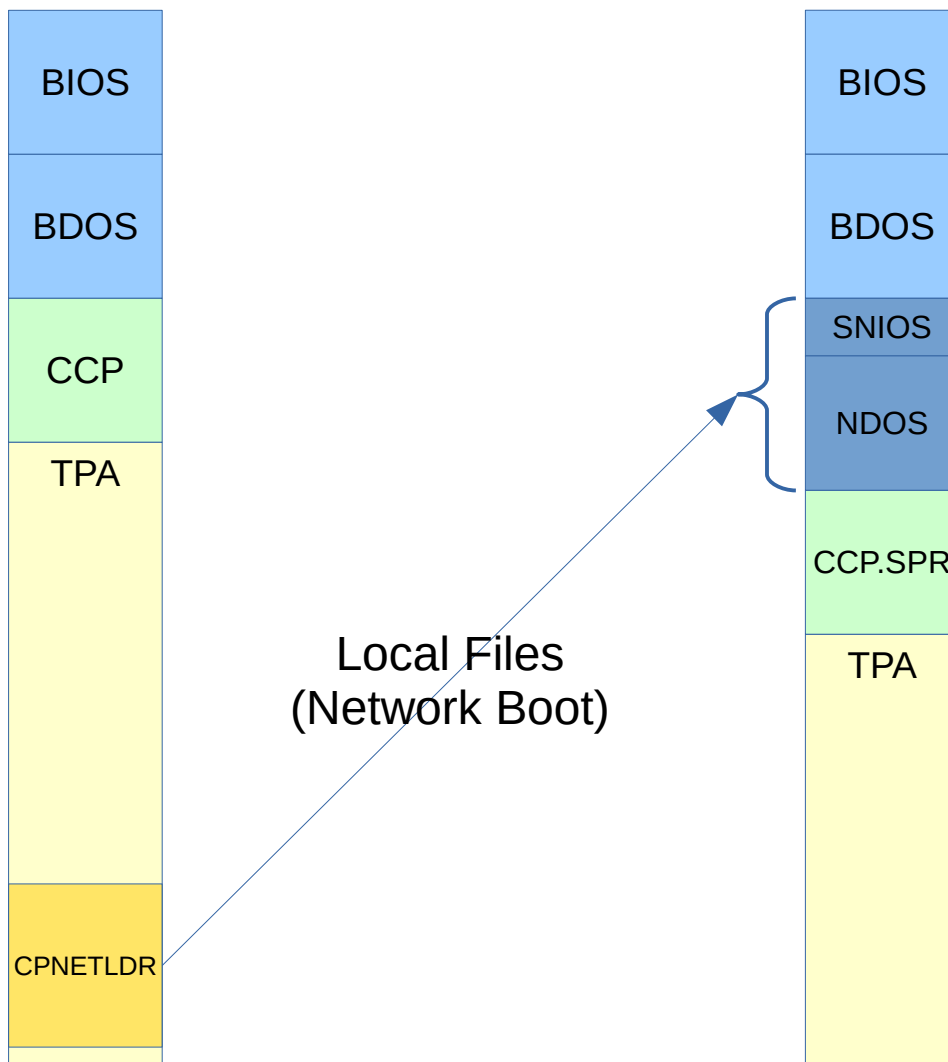 BIOS
BDOS
CCP
TPA
CPNETLDR
Local Files
(Network Boot)
BIOS
BDOS
SNIOS
NDOS
CCP.SPR
TPA